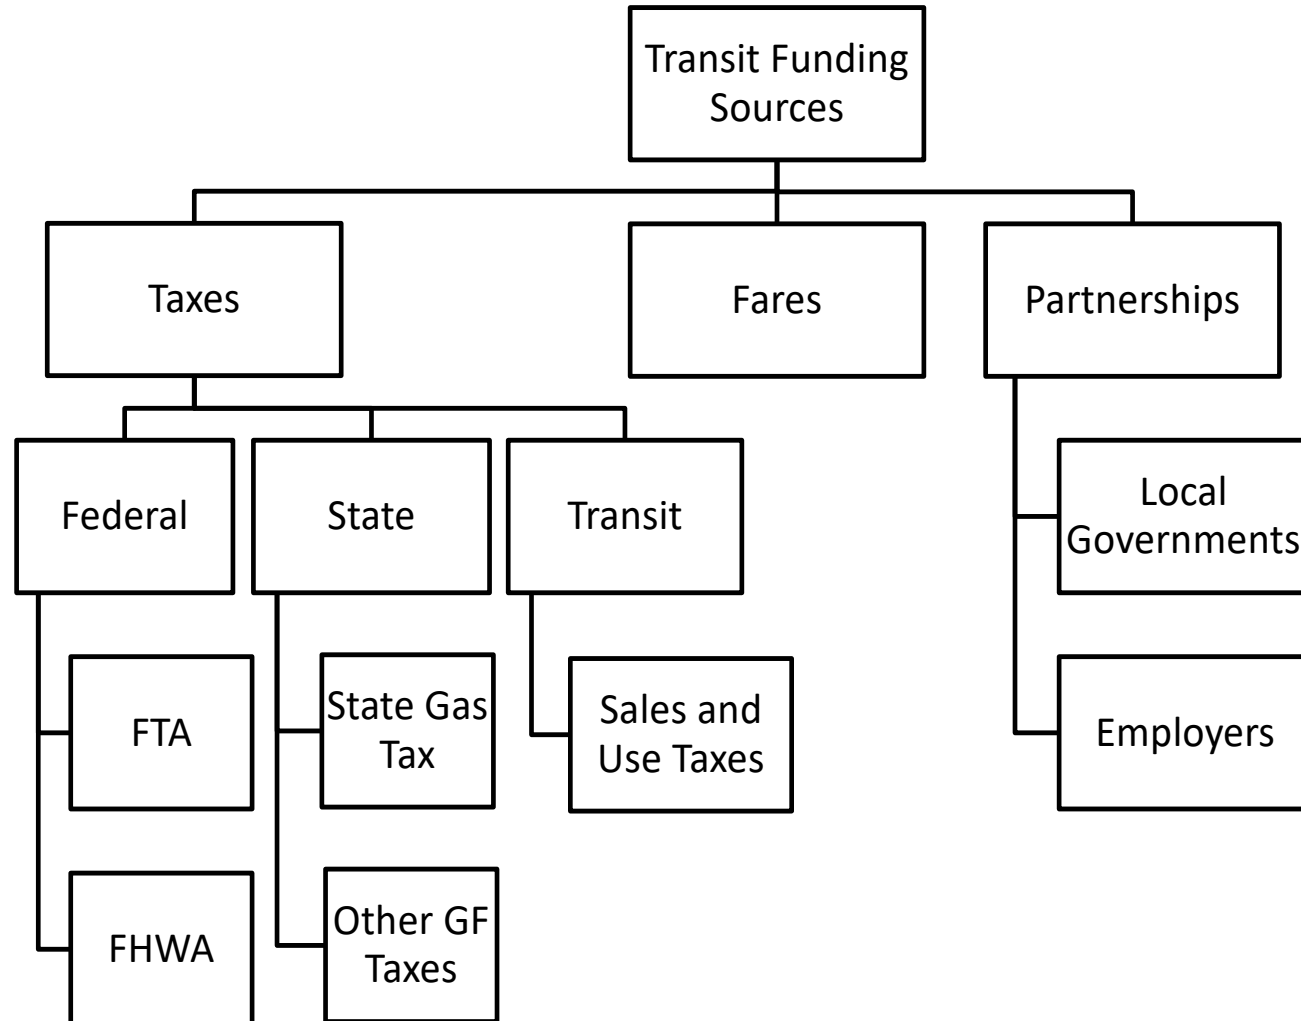 Transit Funding
Sources
Taxes
Fares
Partnerships
Federal
State
Transit
Local
Governments
FTA
State Gas
Tax
Sales and
Use Taxes
Employers
FHWA
Other GF
Taxes